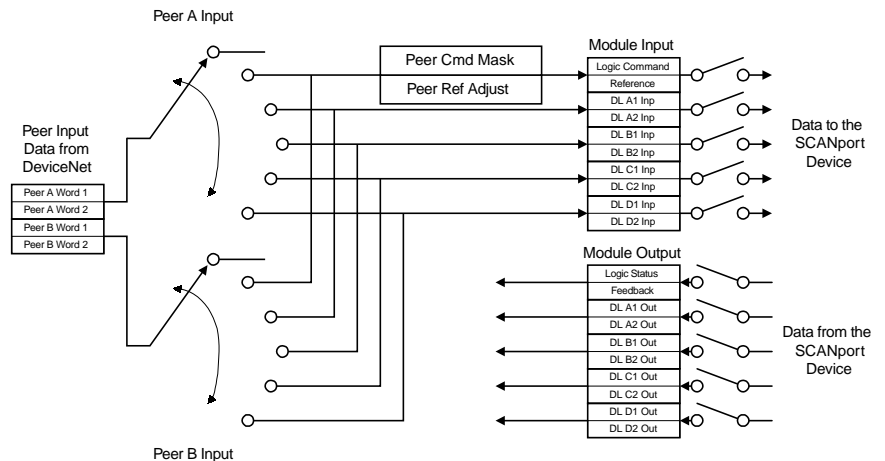 Peer A Input
Peer Cmd Mask
Peer Ref Adjust
Module Input
Logic Command
Reference
DL A1 Inp
DL A2 Inp
DL B1 Inp
DL B2 Inp
DL C1 Inp
DL C2 Inp
DL D1 Inp
DL D2 Inp
Data to the
SCANport
Device
Peer Input
Data from
DeviceNet
Peer A Word 1
Peer A Word 2
Peer B Word 1
Peer B Word 2
Module Output
Logic Status
Feedback
DL A1 Out
DL A2 Out
DL B1 Out
DL B2 Out
DL C1 Out
DL C2 Out
DL D1 Out
DL D2 Out
Data from the
SCANport
Device
Peer B Input